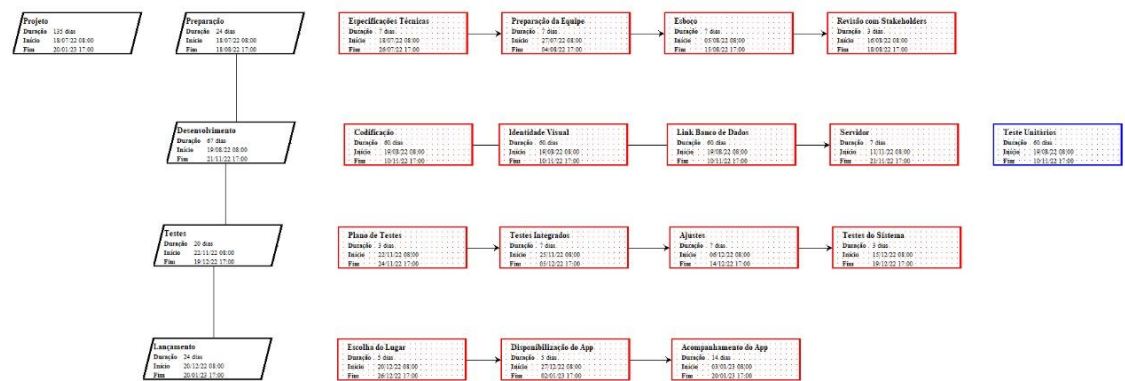 Projeto
Duração 135 dias
Início 18/07/22 08:00
Fim 20/01/23 17:00
Preparação
Duração 24 dias
Início 18/07/22 08:00
Fim 18/08/22 17:00
Especificações Técnicas
Duração 7 dias
Início 18/07/22 08:00
Fim 26/07/22 17:00
Preparação da Equipe
Duração 7 dias
Início 27/07/22 08:00
Fim 04/08/22 17:00
Esboço
Duração 7 dias
Início 05/08/22 08:00
Fim 15/08/22 17:00
Revisão com Stakeholders
Duração 3 dias
Início 16/08/22 08:00
Fim 18/08/22 17:00
Desenvolvimento
Duração 67 dias
Início 19/08/22 08:00
Fim 21/11/22 17:00
Codificação
Duração 60 dias
Início 19/08/22 08:00
Fim 10/11/22 17:00
Identidade Visual
Duração 60 dias
Início 19/08/22 08:00
Fim 10/11/22 17:00
Link Banco de Dados
Duração 60 dias
Início 19/08/22 08:00
Fim 10/11/22 17:00
Servidor
Duração 7 dias
Início 11/11/22 08:00
Fim 21/11/22 17:00
Teste Unitários
Duração 60 dias
Início 19/08/22 08:00
Fim 10/11/22 17:00
Testes
Duração 20 dias
Início 22/11/22 08:00
Fim 19/12/22 17:00
Plano de Testes
Duração 3 dias
Início 22/11/22 08:00
Fim 24/11/22 17:00
Testes Integrados
Duração 7 dias
Início 25/11/22 08:00
Fim 05/12/22 17:00
Ajustes
Duração 7 dias
Início 06/12/22 08:00
Fim 14/12/22 17:00
Testes do Sistema
Duração 3 dias
Início 15/12/22 08:00
Fim 19/12/22 17:00
Lançamento
Duração 24 dias
Início 20/12/22 08:00
Fim 20/01/23 17:00
Escolha do Lugar
Duração 5 dias
Início 20/12/22 08:00
Fim 26/12/22 17:00
Disponibilização do App
Duração 5 dias
Início 27/12/22 08:00
Fim 02/01/23 17:00
Acompanhamento do App
Duração 14 dias
Início 03/01/23 08:00
Fim 20/01/23 17:00